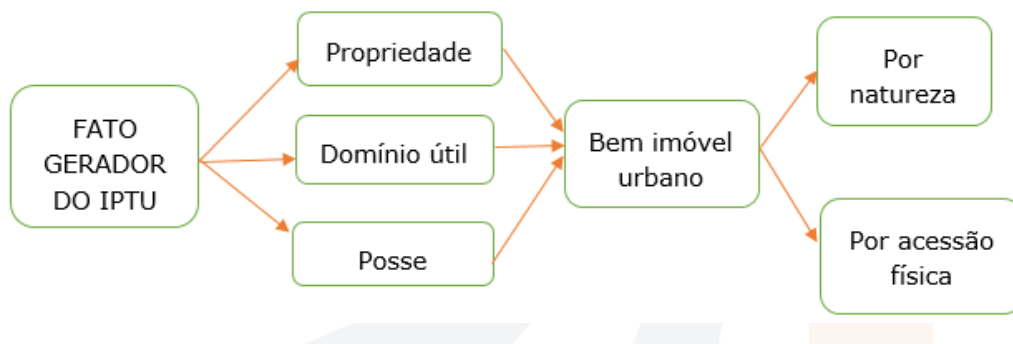 FATO
GERADOR
DO IPTU
Propriedade
Domínio útil
Posse
Bem imóvel
urbano
Por
natureza
Por acessão
física